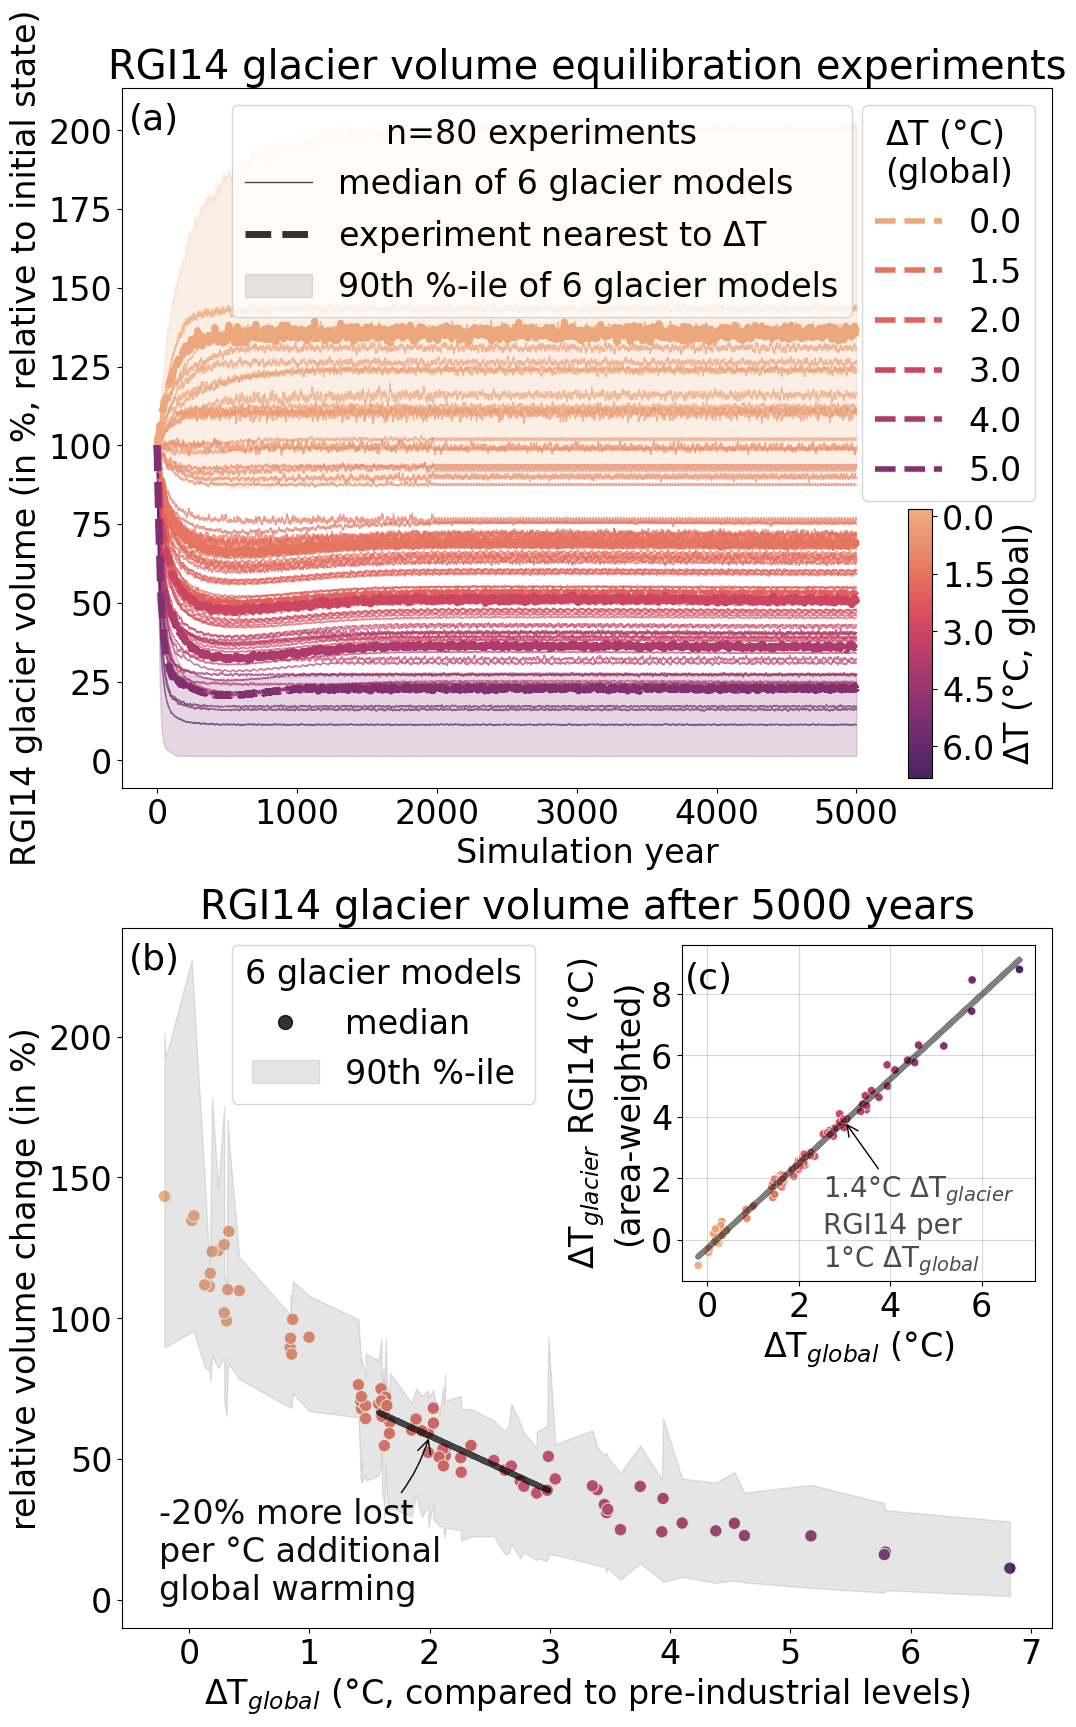 RGI14 glacier volume equilibration experiments
RGI14 glacier volume (in %, relative to initial state)
(a)
n=80 experiments
median of 6 glacier models
experiment nearest to ΔT
90th %-ile of 6 glacier models
ΔT (°C)
(global)
0.0
1.5
2.0
3.0
4.0
5.0
200
175
150
125
100
75
50
25
0
0.0
1.5
3.0
4.5
6.0
ΔT (°C, global)
0 1000 2000 3000 4000 5000
Simulation year
RGI14 glacier volume after 5000 years
relative volume change (in %)
(b)
6 glacier models
median
90th %-ile
200
150
100
50
0
-20% more lost
per °C additional
global warming
(c)
ΔT_glacier RGI14 (°C)
(area-weighted)
8
6
4
2
0
1.4°C ΔT_glacier
RGI14 per
1°C ΔT_global
0 2 4 6
ΔT_global (°C)
0 1 2 3 4 5 6 7
ΔT_global (°C, compared to pre-industrial levels)